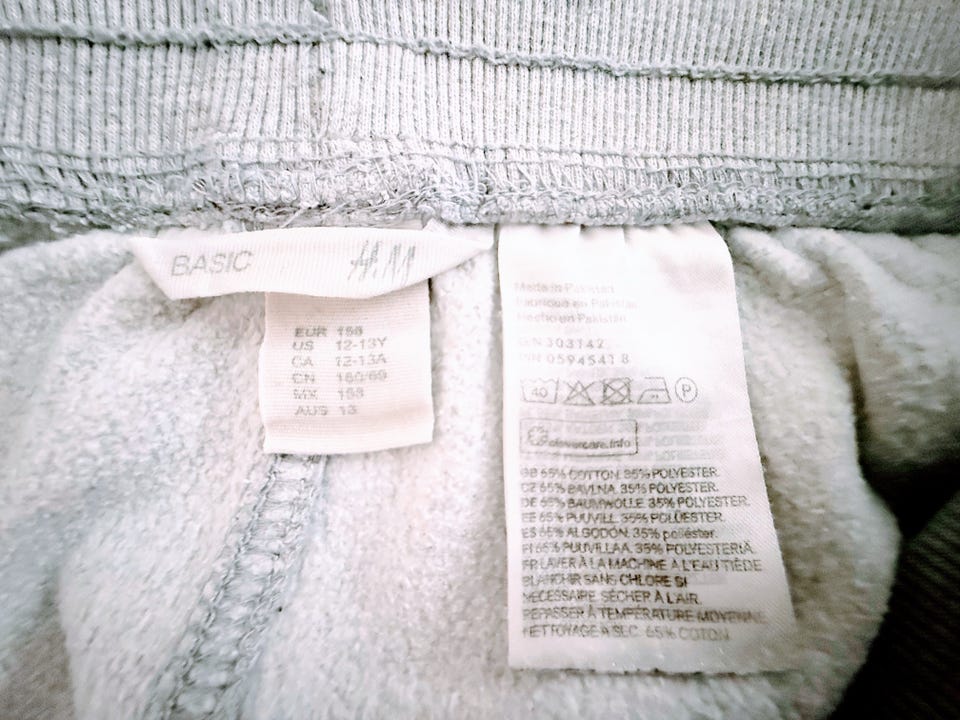 BASIC H&M
EUR 158
US 12-13Y
CA 12-13A
CN 160/69
MX 158
AUS 13
Made in Pakistan
Fabriqué en Pakistan
Hecho en Pakistan
303142
0594541 8
40 P
clevercare.info
GB 65% COTTON. 35% POLYESTER.
CZ 65% BAVLNA. 35% POLYESTER.
DE 65% BAUMWOLLE. 35% POLYESTER.
EE 65% PUUVILL. 35% POLÜESTER.
ES 65% ALGODÓN. 35% poliéster.
FI 65% PUUVILLAA. 35% POLYESTERIÄ.
FR LAVER À LA MACHINE A L'EAU TIÈDE
BLANCHIR SANS CHLORE SI
NÉCESSAIRE SÉCHER À L'AIR.
REPASSER À TEMPÉRATURE MOYENNE
NETTOYAGE A SEC. 65% COTON